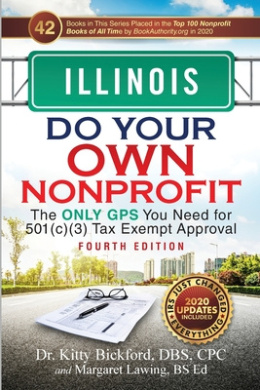 42
Books in This Series Placed in the Top 100 Nonprofit
Books of All Time by BookAuthority.org in 2020
ILLINOIS
DO YOUR
OWN
NONPROFIT
The ONLY GPS You Need for
501(c)(3) Tax Exempt Approval
FOURTH EDITION
IRS JUST CHANGED
2020
UPDATES
INCLUDED
EVERYTHING
Dr. Kitty Bickford, DBS, CPC
and Margaret Lawing, BS Ed